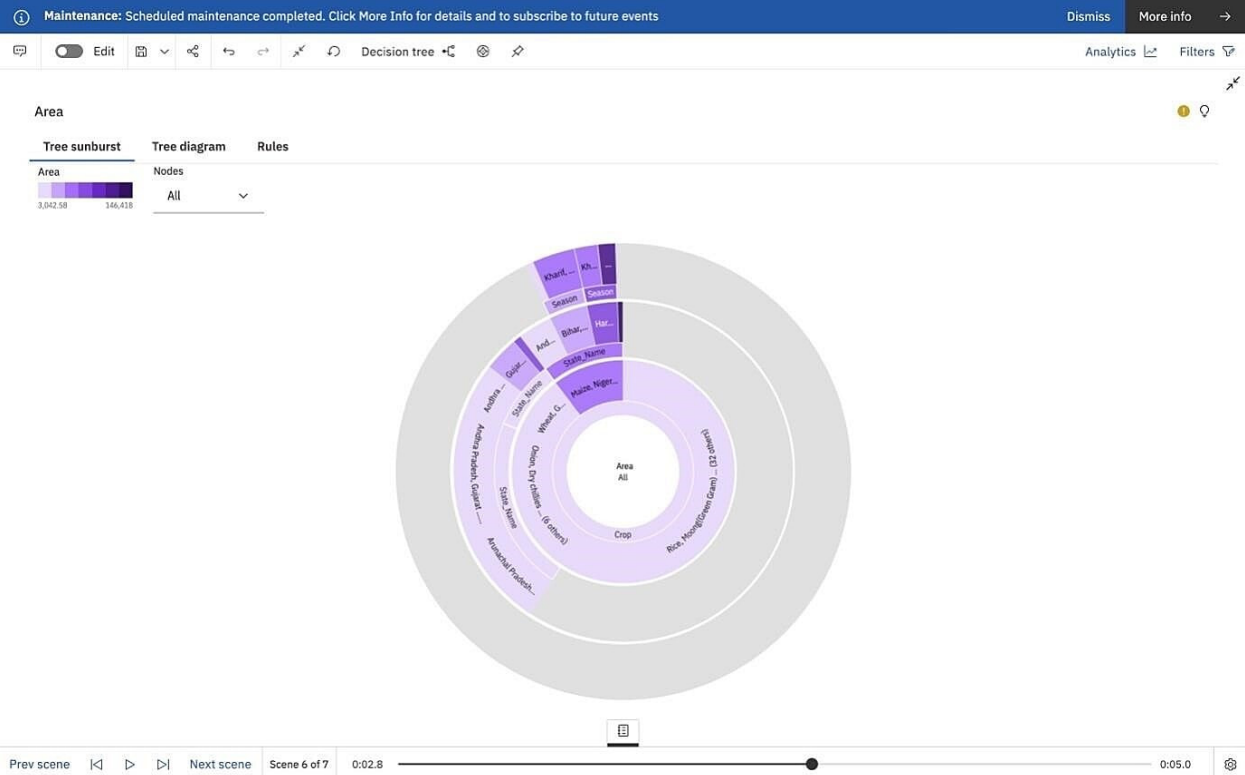 Maintenance: Scheduled maintenance completed. Click More Info for details and to subscribe to future events
Dismiss
More info
Edit
Decision tree
Analytics
Filters
Area
Tree sunburst
Tree diagram
Rules
Area
Nodes
All
3,042.58
146,418
Kharif, ...
Kh...
...
Season
Season
Bihar,...
Har...
And...
Gujar...
State_Name
Maize, Niger...
Andhra ...
State_Name
Wheat, G...
Andhra Pradesh, Gujarat ......
Onion, Dry chillies ... (6 others)
Rice, Moong(Green Gram) ... (32 others)
Area
All
State_Name
Crop
Arunachal Pradesh...
Prev scene
Next scene
Scene 6 of 7
0:02.8
0:05.0